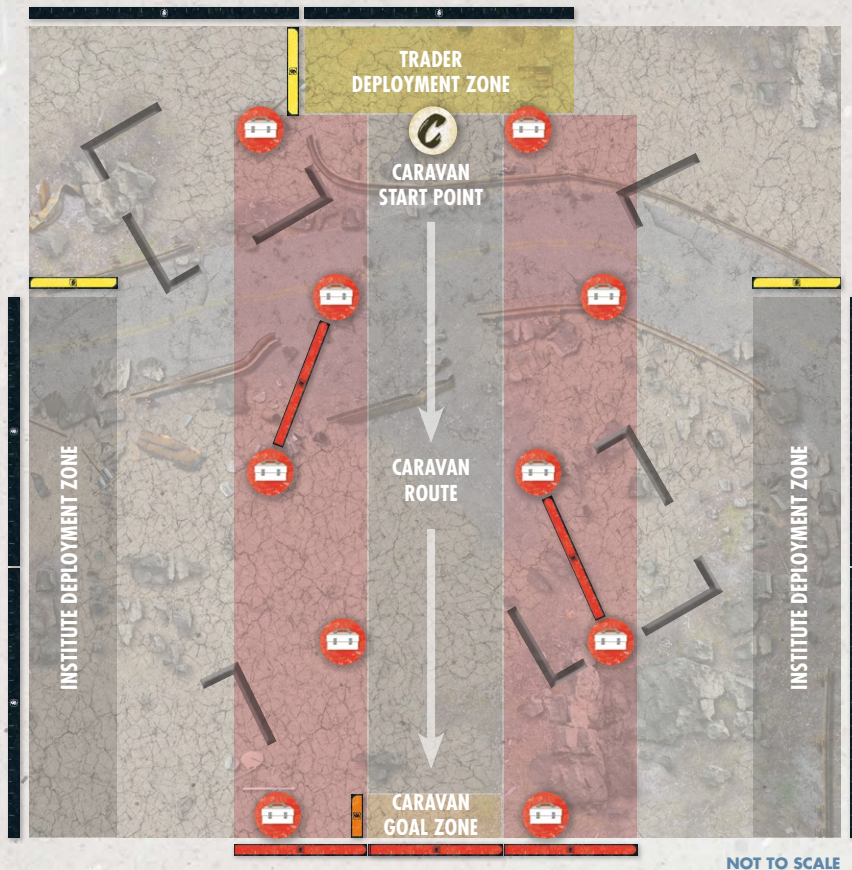 TRADER
DEPLOYMENT ZONE
C
CARAVAN
START POINT
CARAVAN
ROUTE
INSTITUTE DEPLOYMENT ZONE
INSTITUTE DEPLOYMENT ZONE
CARAVAN
GOAL ZONE
NOT TO SCALE